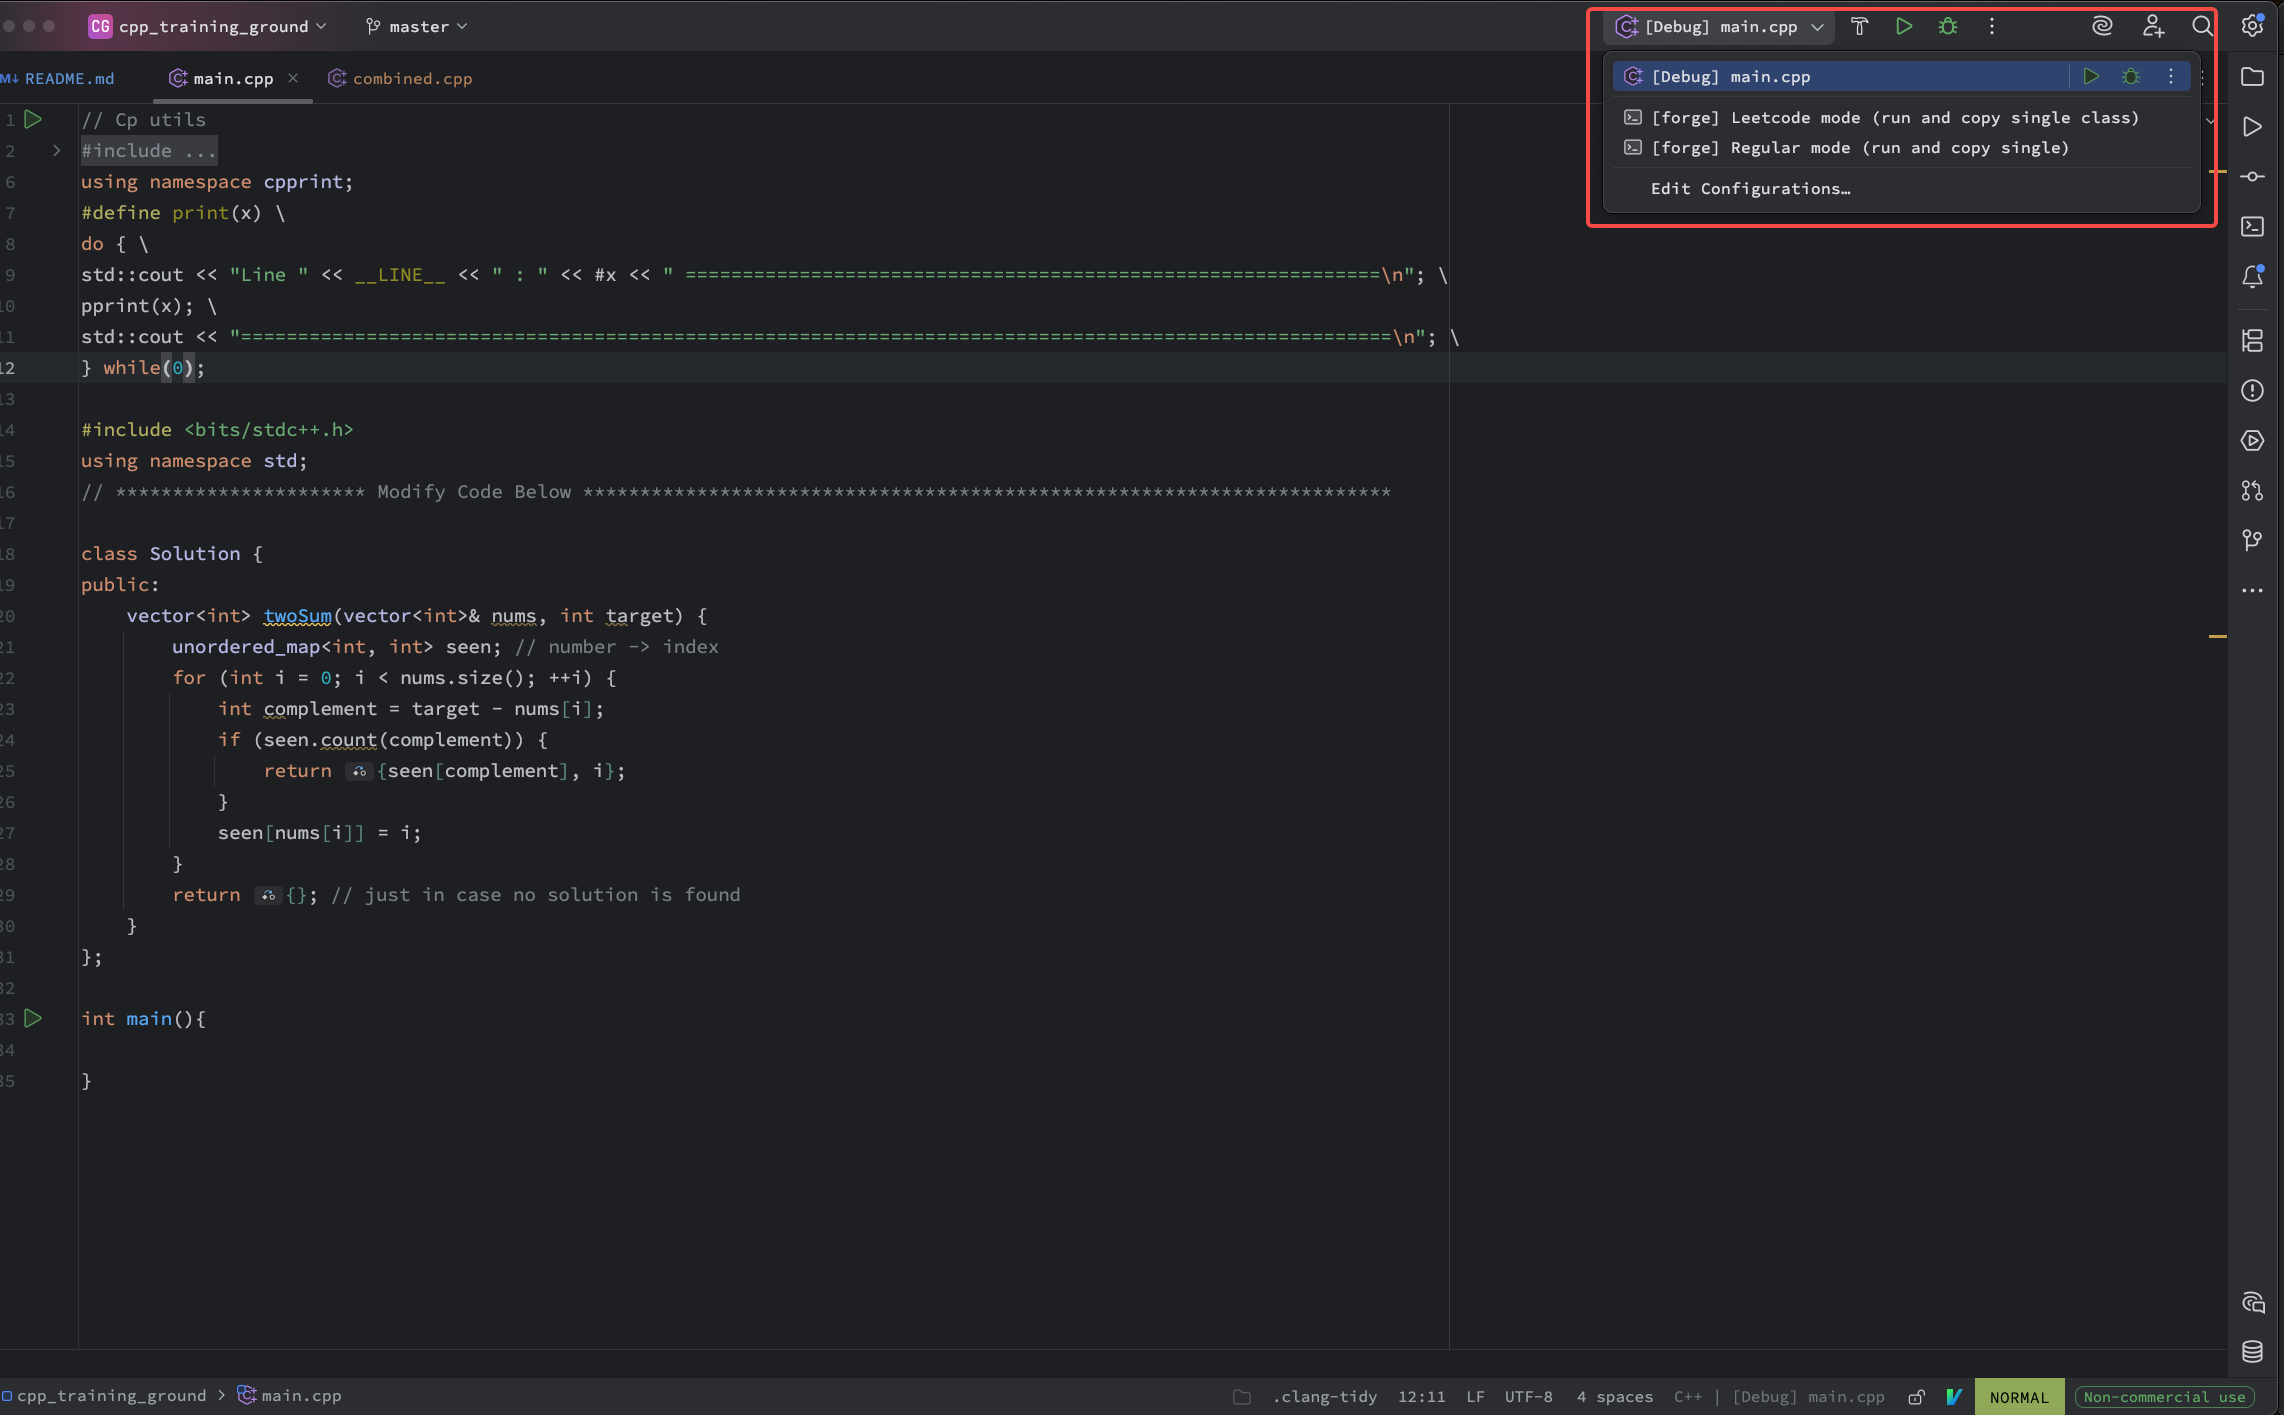 CG cpp_training_ground master [Debug] main.cpp
README.md main.cpp combined.cpp
[Debug] main.cpp
[forge] Leetcode mode (run and copy single class)
[forge] Regular mode (run and copy single)
Edit Configurations…
1 // Cp utils
2 #include ...
6 using namespace cpprint;
7 #define print(x) \
8 do { \
9 std::cout << "Line " << __LINE__ << " : " << #x << " =============================================================\n"; \
10 pprint(x); \
11 std::cout << "=====================================================================================================\n"; \
12 } while(0);
13
14 #include <bits/stdc++.h>
15 using namespace std;
16 // ********************** Modify Code Below ***********************************************************************
17
18 class Solution {
19 public:
20 vector<int> twoSum(vector<int>& nums, int target) {
21 unordered_map<int, int> seen; // number -> index
22 for (int i = 0; i < nums.size(); ++i) {
23 int complement = target - nums[i];
24 if (seen.count(complement)) {
25 return {seen[complement], i};
26 }
27 seen[nums[i]] = i;
28 }
29 return {}; // just in case no solution is found
30 }
31 };
32
33 int main(){
34
35 }
cpp_training_ground > main.cpp .clang-tidy 12:11 LF UTF-8 4 spaces C++ | [Debug] main.cpp NORMAL Non-commercial use